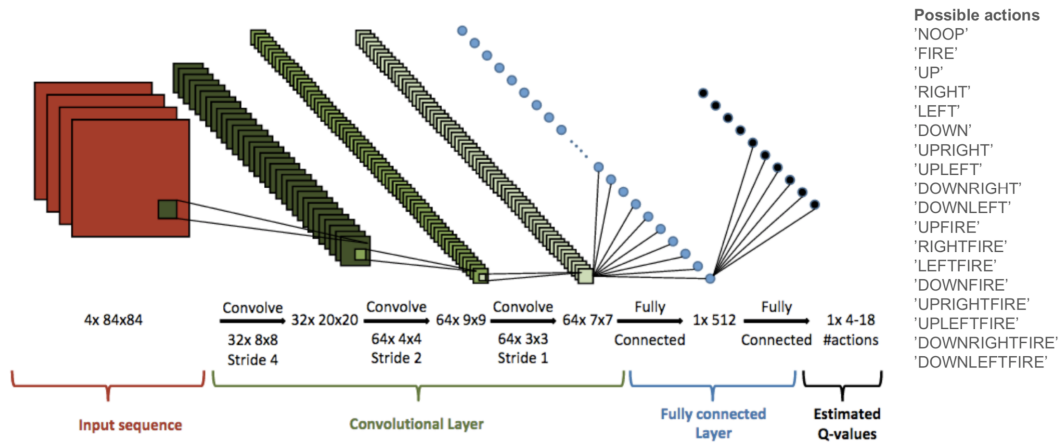 Possible actions
'NOOP'
'FIRE'
'UP'
'RIGHT'
'LEFT'
'DOWN'
'UPRIGHT'
'UPLEFT'
'DOWNRIGHT'
'DOWNLEFT'
'UPFIRE'
'RIGHTFIRE'
'LEFTFIRE'
'DOWNFIRE'
'UPRIGHTFIRE'
'UPLEFTFIRE'
'DOWNRIGHTFIRE'
'DOWNLEFTFIRE'
4x 84x84
Convolve
32x 8x8
Stride 4
32x 20x20
Convolve
64x 4x4
Stride 2
64x 9x9
Convolve
64x 3x3
Stride 1
64x 7x7
Fully
Connected
1x 512
Fully
Connected
1x 4-18
#actions
Input sequence
Convolutional Layer
Fully connected
Layer
Estimated
Q-values